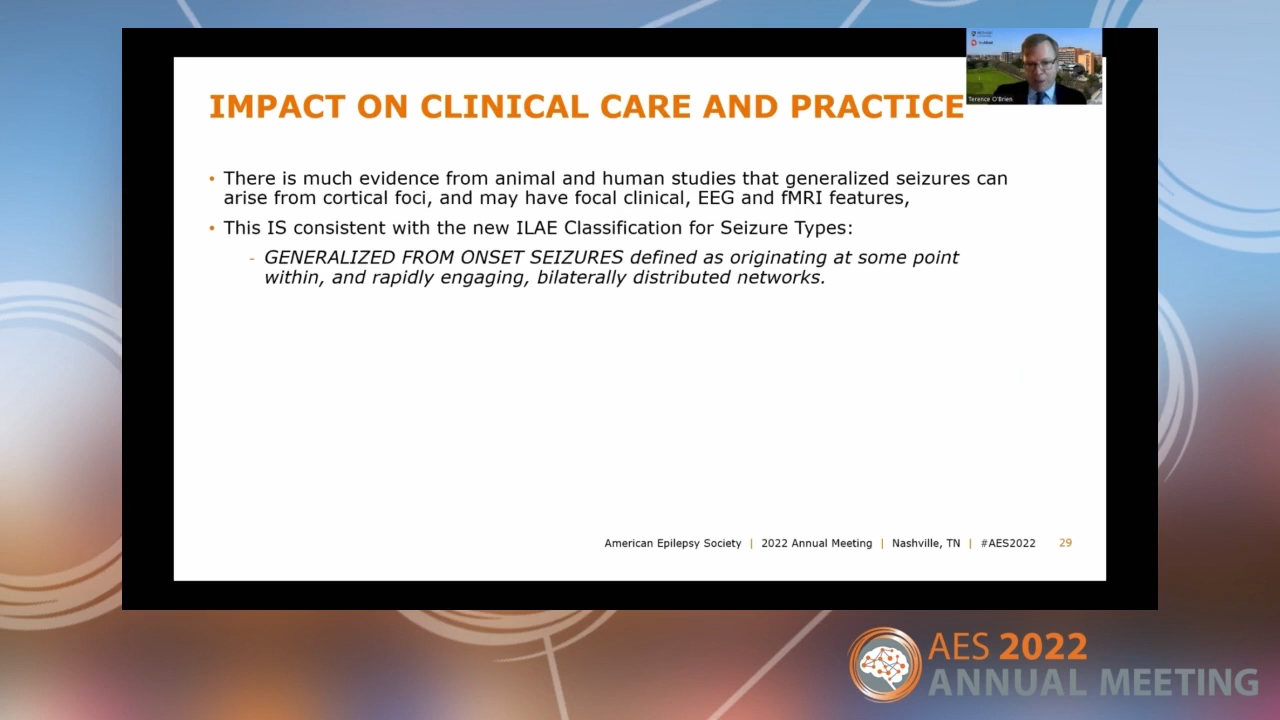 IMPACT ON CLINICAL CARE AND PRACTICE
Terence O'Brien
• There is much evidence from animal and human studies that generalized seizures can
arise from cortical foci, and may have focal clinical, EEG and fMRI features,
• This IS consistent with the new ILAE Classification for Seizure Types:
- GENERALIZED FROM ONSET SEIZURES defined as originating at some point
within, and rapidly engaging, bilaterally distributed networks.
American Epilepsy Society | 2022 Annual Meeting | Nashville, TN | #AES2022 29
AES 2022
ANNUAL MEETING